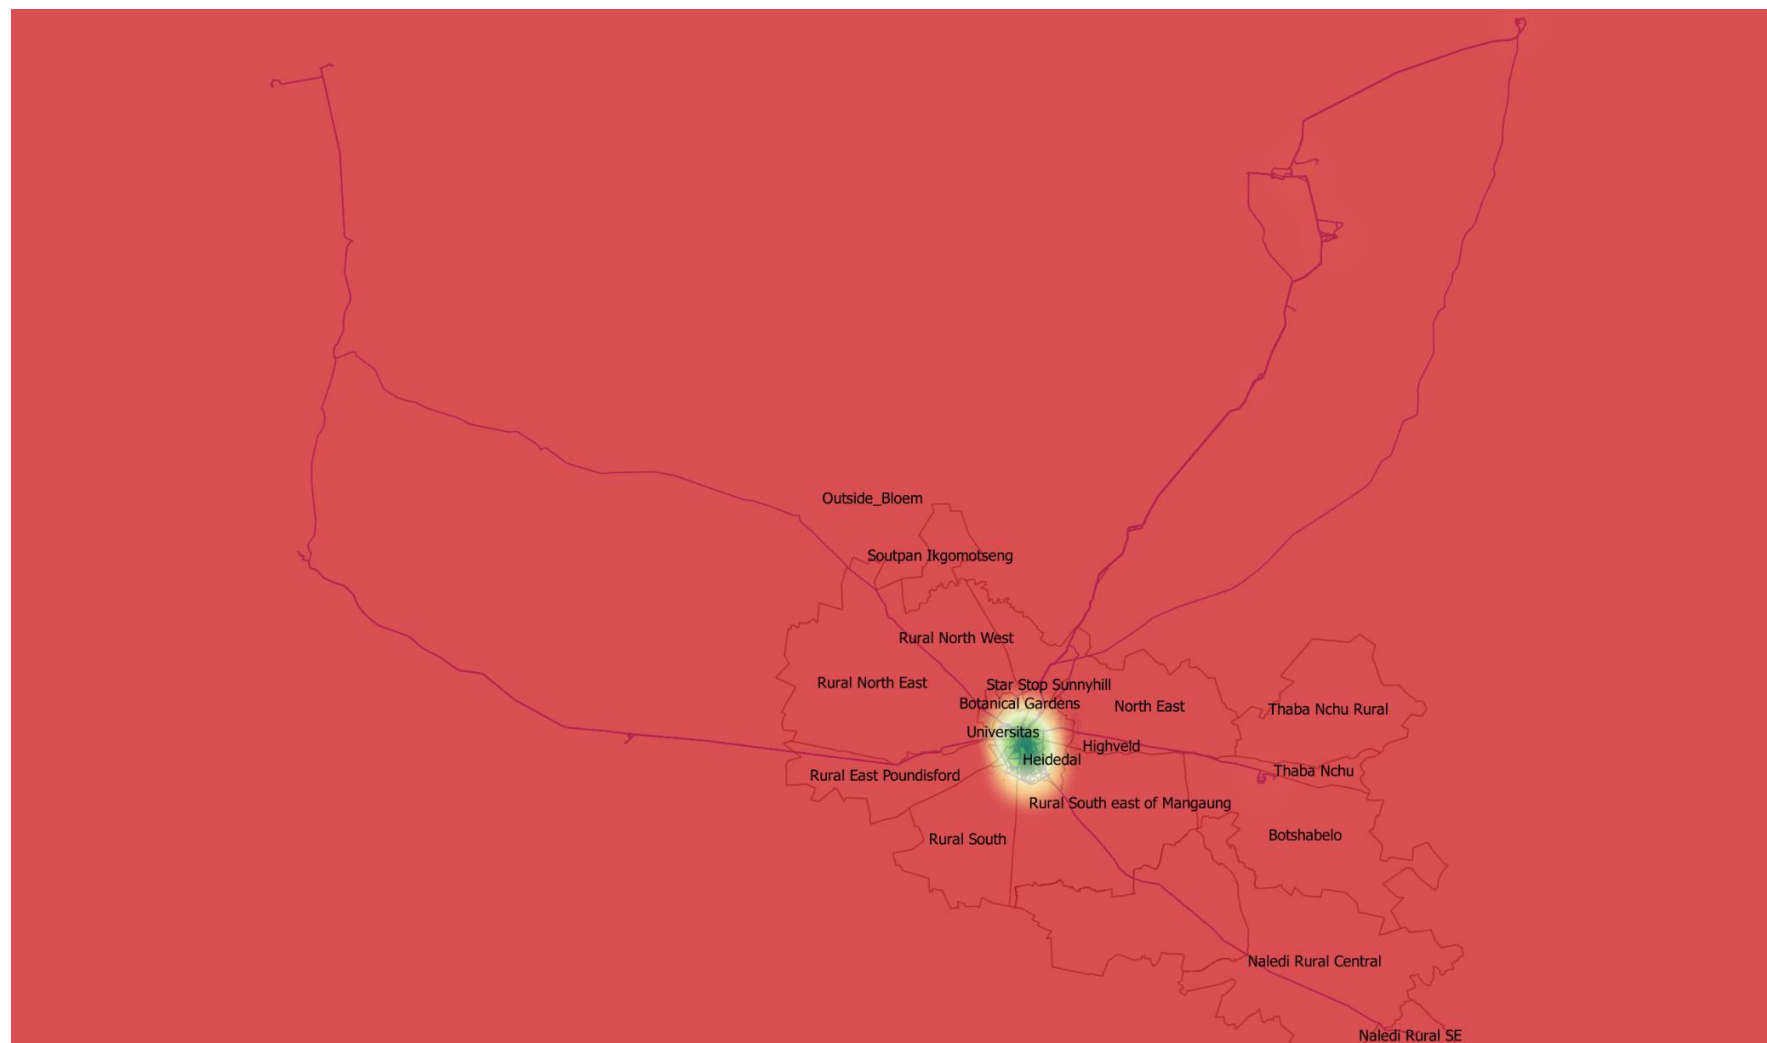 Outside_Bloem
Soutpan Ikgomotseng
Rural North West
Rural North East
Star Stop Sunnyhill
Botanical Gardens
North East
Thaba Nchu Rural
Universitas
Highveld
Heidedal
Thaba Nchu
Rural East Poundisford
Rural South east of Mangaung
Rural South
Botshabelo
Naledi Rural Central
Naledi Rural SE